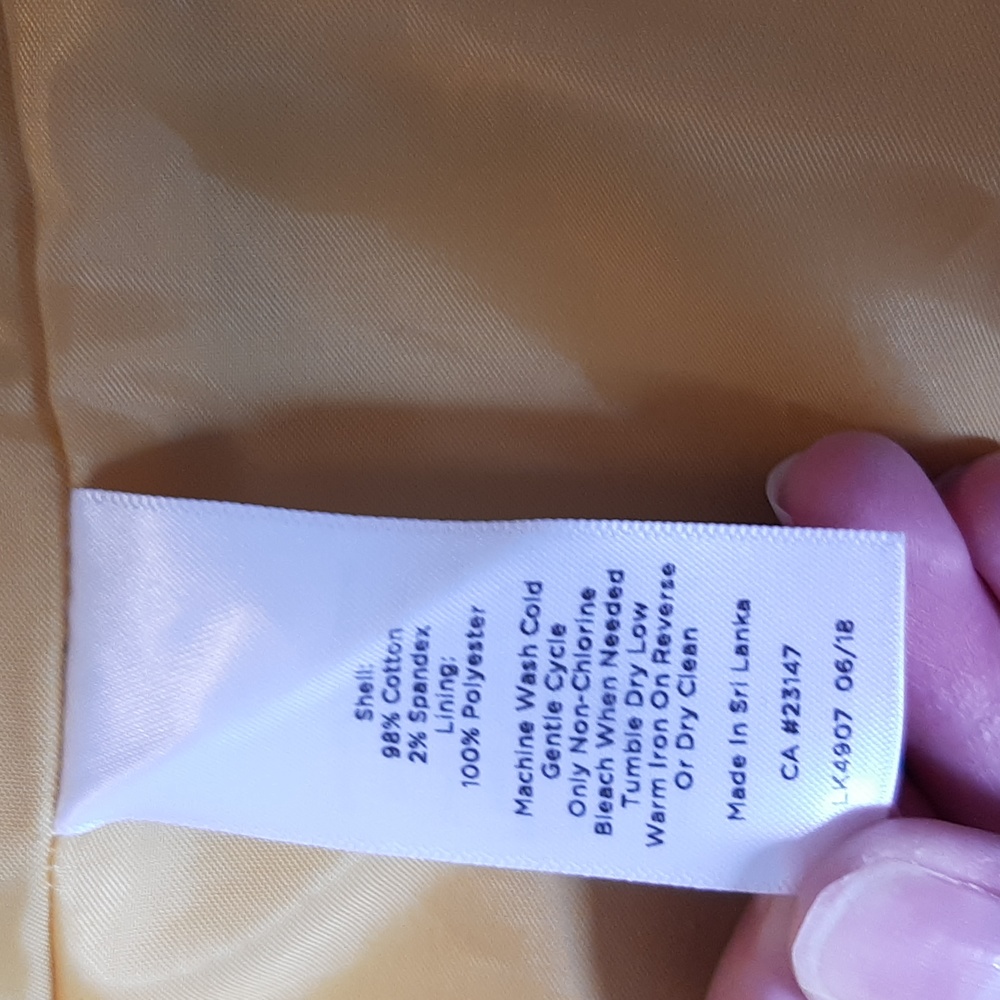 Shell:
98% Cotton
2% Spandex
Lining:
100% Polyester
Machine Wash Cold
Gentle Cycle
Only Non-Chlorine
Bleach When Needed
Tumble Dry Low
Warm Iron On Reverse
Or Dry Clean
Made In Sri Lanka
CA #23147
LK4907 06/18